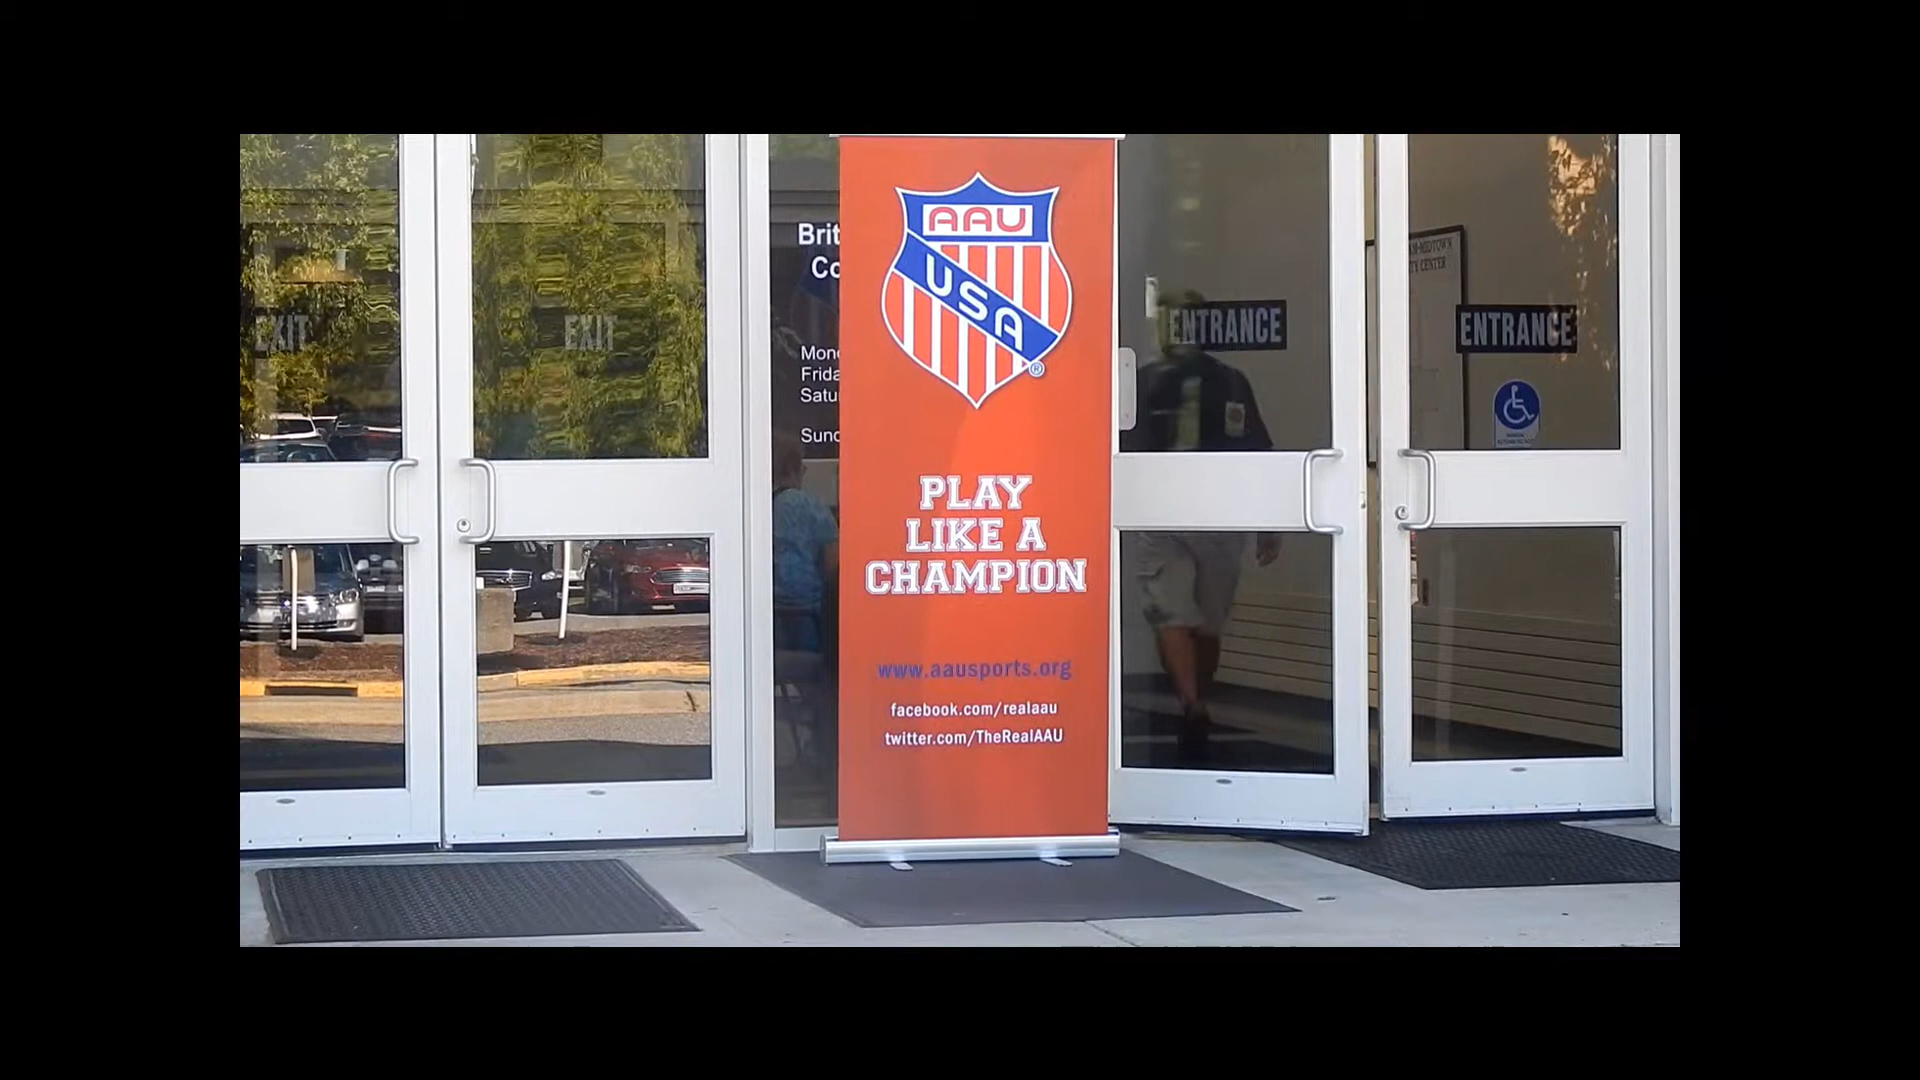 EXIT
EXIT
AAU
USA
®
PLAY
LIKE A
CHAMPION
www.aausports.org
facebook.com/realaau
twitter.com/TheRealAAU
ENTRANCE
ENTRANCE